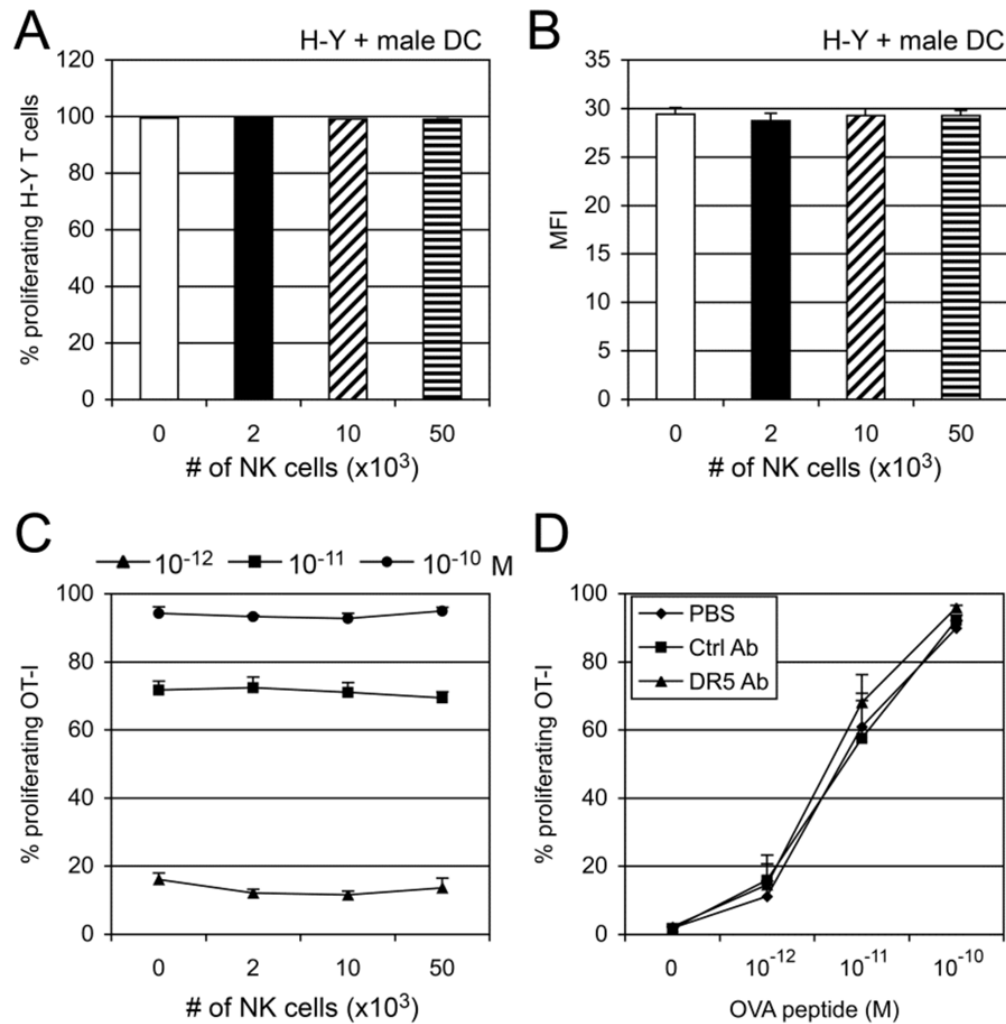 A
H-Y + male DC
% proliferating H-Y T cells
120
100
80
60
40
20
0
0 2 10 50
# of NK cells (x10³)
B
H-Y + male DC
MFI
35
30
25
20
15
10
5
0
0 2 10 50
# of NK cells (x10³)
C
10⁻¹² 10⁻¹¹ 10⁻¹⁰ M
% proliferating OT-I
100
80
60
40
20
0
0 2 10 50
# of NK cells (x10³)
D
PBS
Ctrl Ab
DR5 Ab
% proliferating OT-I
100
80
60
40
20
0
0 10⁻¹² 10⁻¹¹ 10⁻¹⁰
OVA peptide (M)